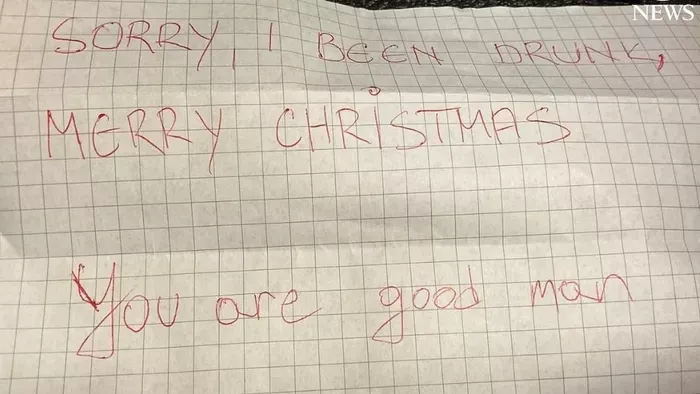 NEWS
SORRY, I BEEN DRUNK,
MERRY CHRiSTMAS
You are good man